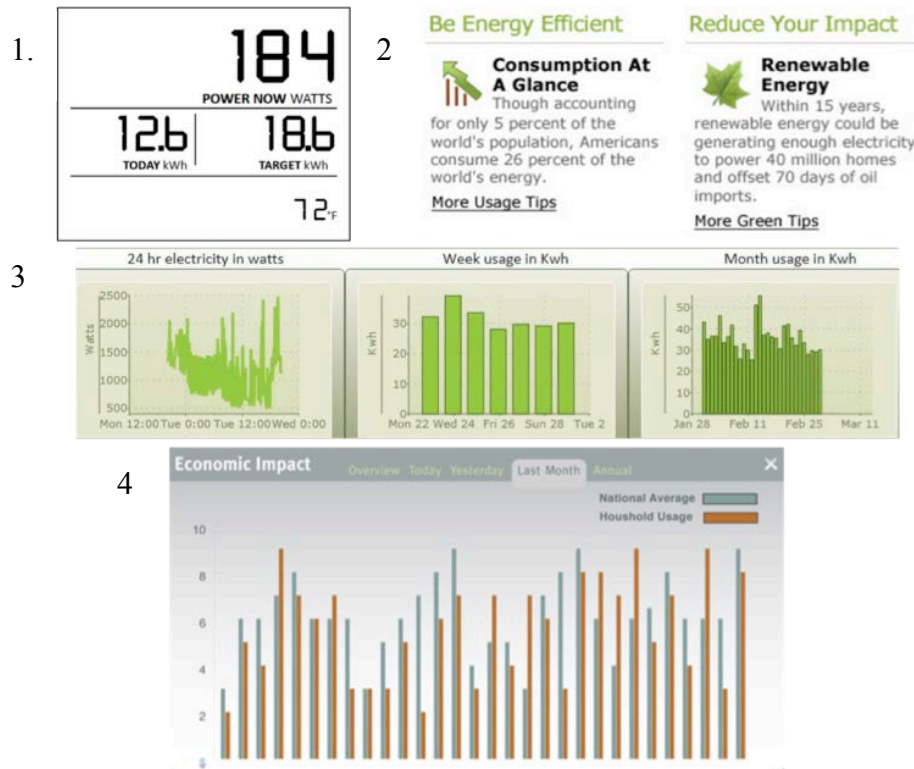 1.
184
POWER NOW WATTS
12.6
TODAY kWh
18.6
TARGET kWh
72°F
2
Be Energy Efficient
Consumption At
A Glance
Though accounting
for only 5 percent of the
world's population, Americans
consume 26 percent of the
world's energy.
More Usage Tips
Reduce Your Impact
Renewable
Energy
Within 15 years,
renewable energy could be
generating enough electricity
to power 40 million homes
and offset 70 days of oil
imports.
More Green Tips
3
24 hr electricity in watts
Watts
2500
2000
1500
1000
500
Mon 12:00 Tue 0:00 Tue 12:00 Wed 0:00
Week usage in Kwh
Kwh
30
20
10
0
Mon 22 Wed 24 Fri 26 Sun 28 Tue 2
Month usage in Kwh
Kwh
50
40
30
20
10
0
Jan 28 Feb 11 Feb 25 Mar 11
4
Economic Impact Overview Today Yesterday Last Month Annual ×
National Average
Houshold Usage
10
8
6
4
2